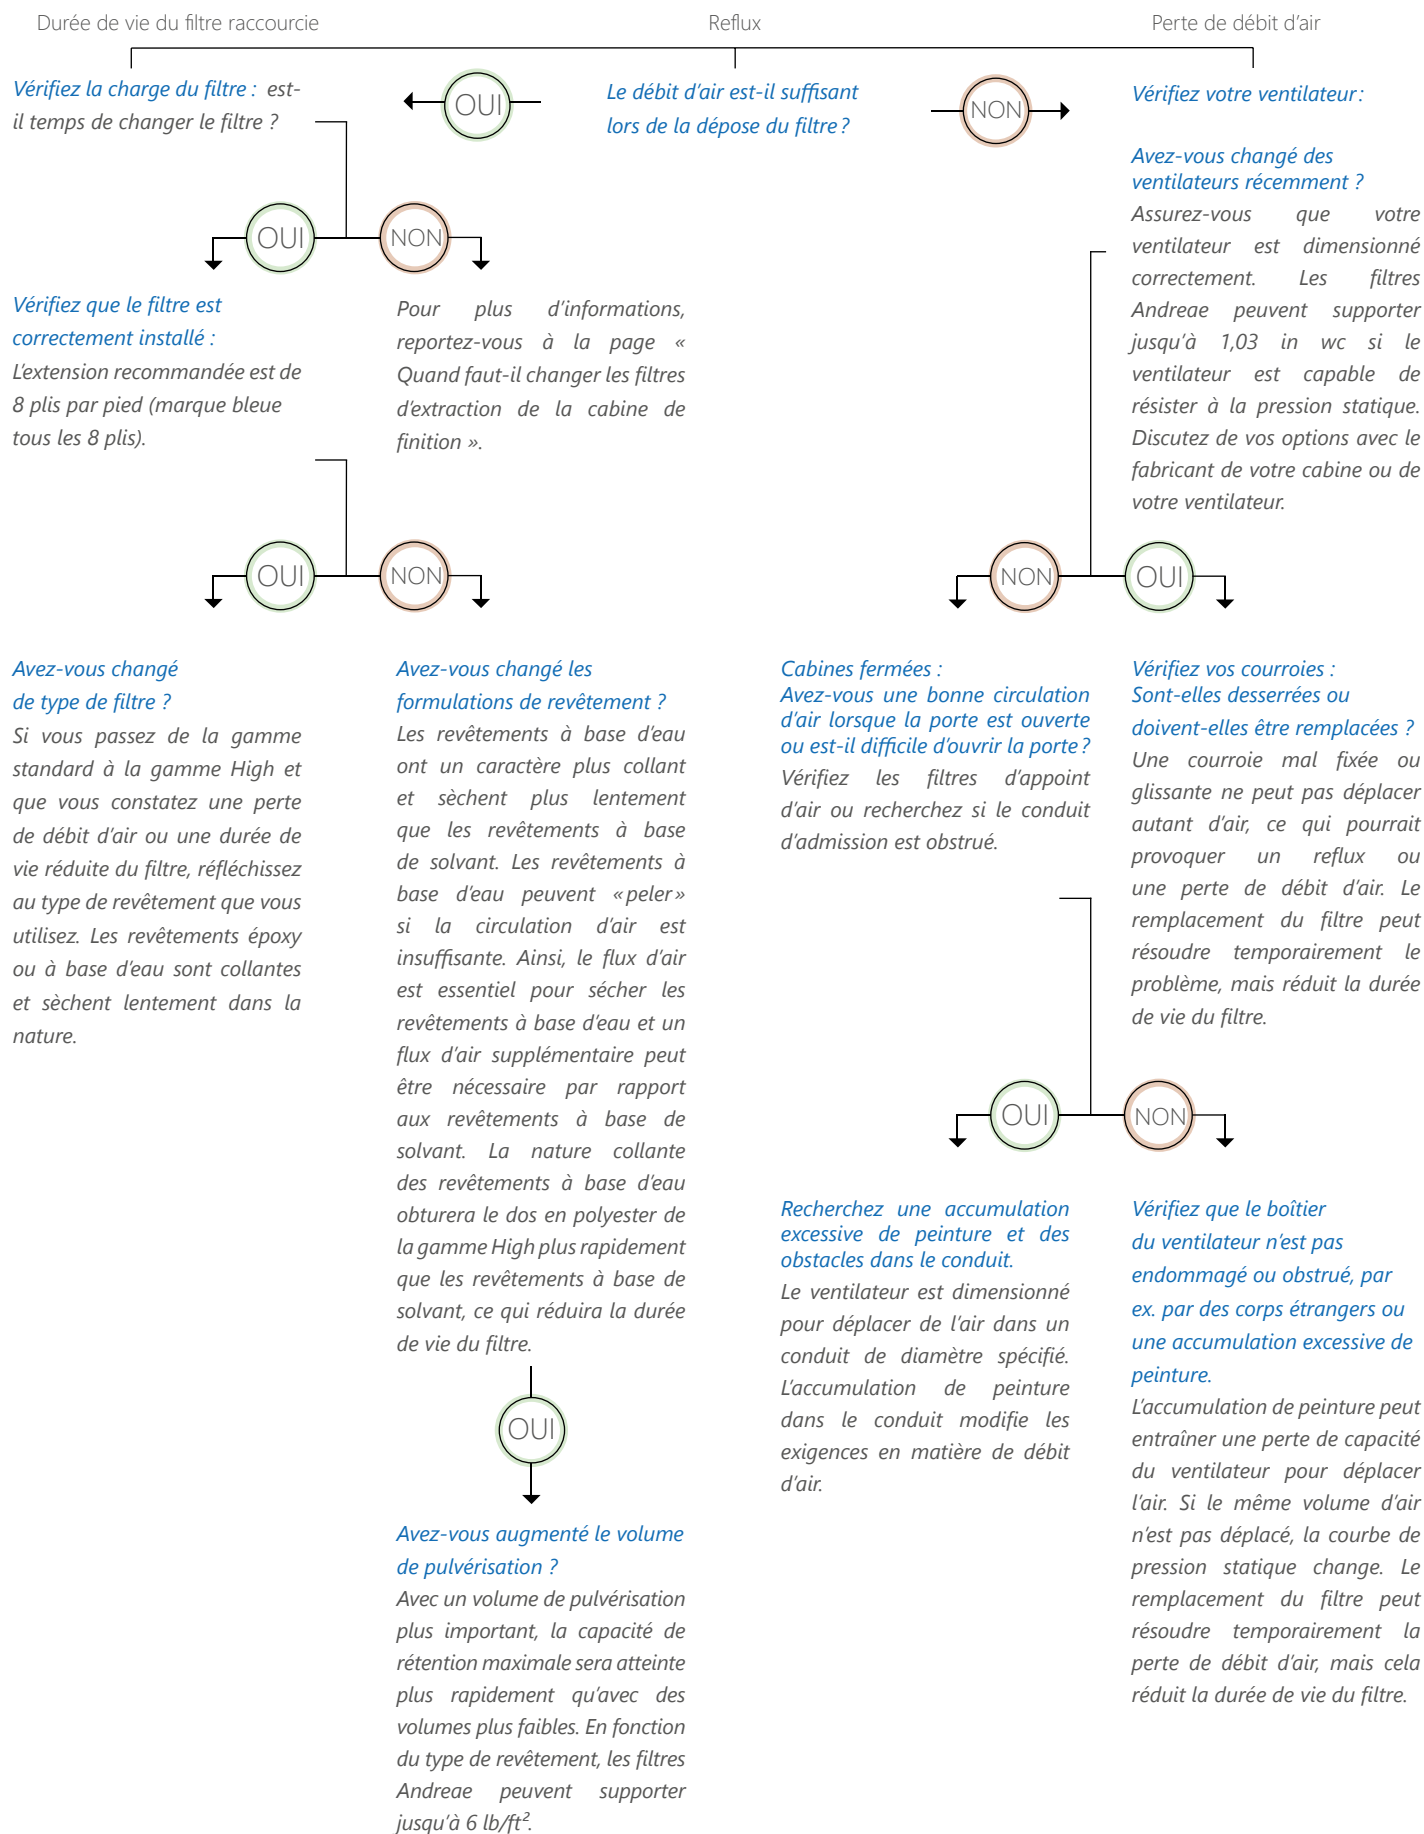 Durée de vie du filtre raccourcie
Reflux
Perte de débit d'air
Vérifiez la charge du filtre : est-
il temps de changer le filtre ?
OUI
Le débit d'air est-il suffisant
lors de la dépose du filtre ?
NON
Vérifiez votre ventilateur :
Avez-vous changé des
ventilateurs récemment ?
Assurez-vous que votre
ventilateur est dimensionné
correctement. Les filtres
Andreae peuvent supporter
jusqu'à 1,03 in wc si le
ventilateur est capable de
résister à la pression statique.
Discutez de vos options avec le
fabricant de votre cabine ou de
votre ventilateur.
OUI
NON
Vérifiez que le filtre est
correctement installé :
L'extension recommandée est de
8 plis par pied (marque bleue
tous les 8 plis).
Pour plus d'informations,
reportez-vous à la page «
Quand faut-il changer les filtres
d'extraction de la cabine de
finition ».
OUI
NON
NON
OUI
Avez-vous changé
de type de filtre ?
Si vous passez de la gamme
standard à la gamme High et
que vous constatez une perte
de débit d'air ou une durée de
vie réduite du filtre, réfléchissez
au type de revêtement que vous
utilisez. Les revêtements époxy
ou à base d'eau sont collantes
et sèchent lentement dans la
nature.
Avez-vous changé les
formulations de revêtement ?
Les revêtements à base d'eau
ont un caractère plus collant
et sèchent plus lentement
que les revêtements à base
de solvant. Les revêtements à
base d'eau peuvent « peler »
si la circulation d'air est
insuffisante. Ainsi, le flux d'air
est essentiel pour sécher les
revêtements à base d'eau et un
flux d'air supplémentaire peut
être nécessaire par rapport
aux revêtements à base de
solvant. La nature collante
des revêtements à base d'eau
obturera le dos en polyester de
la gamme High plus rapidement
que les revêtements à base de
solvant, ce qui réduira la durée
de vie du filtre.
OUI
Avez-vous augmenté le volume
de pulvérisation ?
Avec un volume de pulvérisation
plus important, la capacité de
rétention maximale sera atteinte
plus rapidement qu'avec des
volumes plus faibles. En fonction
du type de revêtement, les filtres
Andreae peuvent supporter
jusqu'à 6 lb/ft².
Cabines fermées :
Avez-vous une bonne circulation
d'air lorsque la porte est ouverte
ou est-il difficile d'ouvrir la porte ?
Vérifiez les filtres d'appoint
d'air ou recherchez si le conduit
d'admission est obstrué.
Vérifiez vos courroies :
Sont-elles desserrées ou
doivent-elles être remplacées ?
Une courroie mal fixée ou
glissante ne peut pas déplacer
autant d'air, ce qui pourrait
provoquer un reflux ou
une perte de débit d'air. Le
remplacement du filtre peut
résoudre temporairement le
problème, mais réduit la durée
de vie du filtre.
OUI
NON
Recherchez une accumulation
excessive de peinture et des
obstacles dans le conduit.
Le ventilateur est dimensionné
pour déplacer de l'air dans un
conduit de diamètre spécifié.
L'accumulation de peinture
dans le conduit modifie les
exigences en matière de débit
d'air.
Vérifiez que le boîtier
du ventilateur n'est pas
endommagé ou obstrué, par
ex. par des corps étrangers ou
une accumulation excessive de
peinture.
L'accumulation de peinture peut
entraîner une perte de capacité
du ventilateur pour déplacer
l'air. Si le même volume d'air
n'est pas déplacé, la courbe de
pression statique change. Le
remplacement du filtre peut
résoudre temporairement la
perte de débit d'air, mais cela
réduit la durée de vie du filtre.